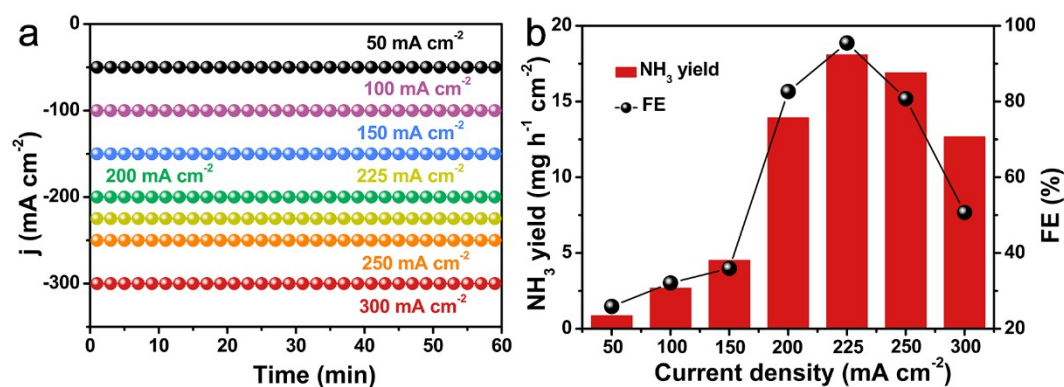 a
j (mA cm⁻²)
0
-100
-200
-300
50 mA cm⁻²
100 mA cm⁻²
150 mA cm⁻²
200 mA cm⁻² 225 mA cm⁻²
250 mA cm⁻²
300 mA cm⁻²
0 10 20 30 40 50 60
Time (min)
b
NH₃ yield (mg h⁻¹ cm⁻²)
20
15
10
5
0
NH₃ yield
FE
100
80
60
40
20
FE (%)
50 100 150 200 225 250 300
Current density (mA cm⁻²)